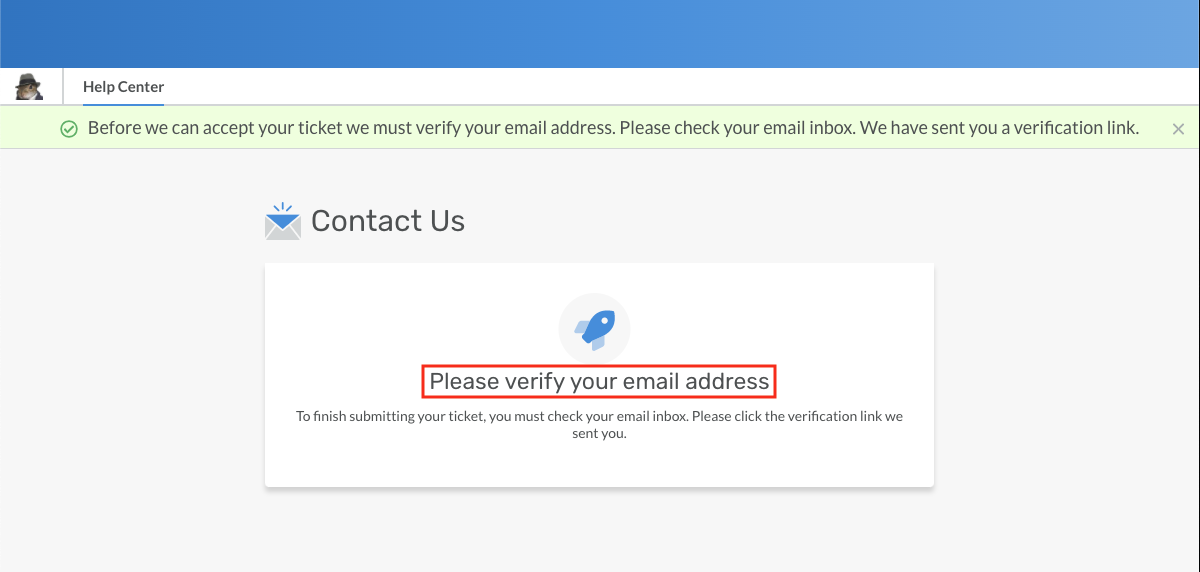 Help Center
Before we can accept your ticket we must verify your email address. Please check your email inbox. We have sent you a verification link.
Contact Us
Please verify your email address
To finish submitting your ticket, you must check your email inbox. Please click the verification link we
sent you.